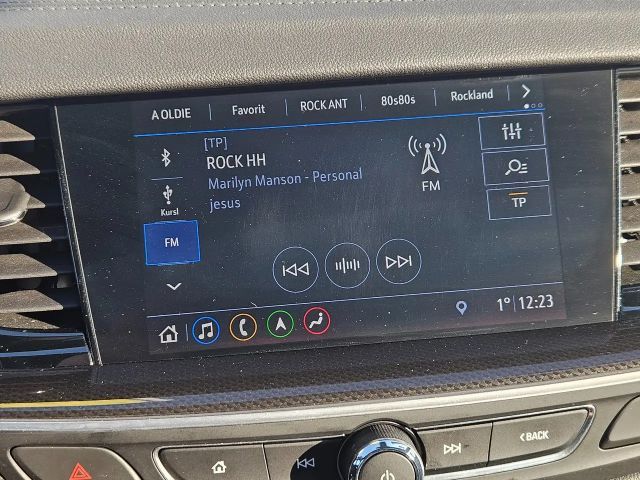 A OLDIE Favorit ROCK ANT 80s80s Rockland
[TP]
ROCK HH
Marilyn Manson - Personal
jesus
FM
Kursl
TP
FM
1° 12:23
<BACK